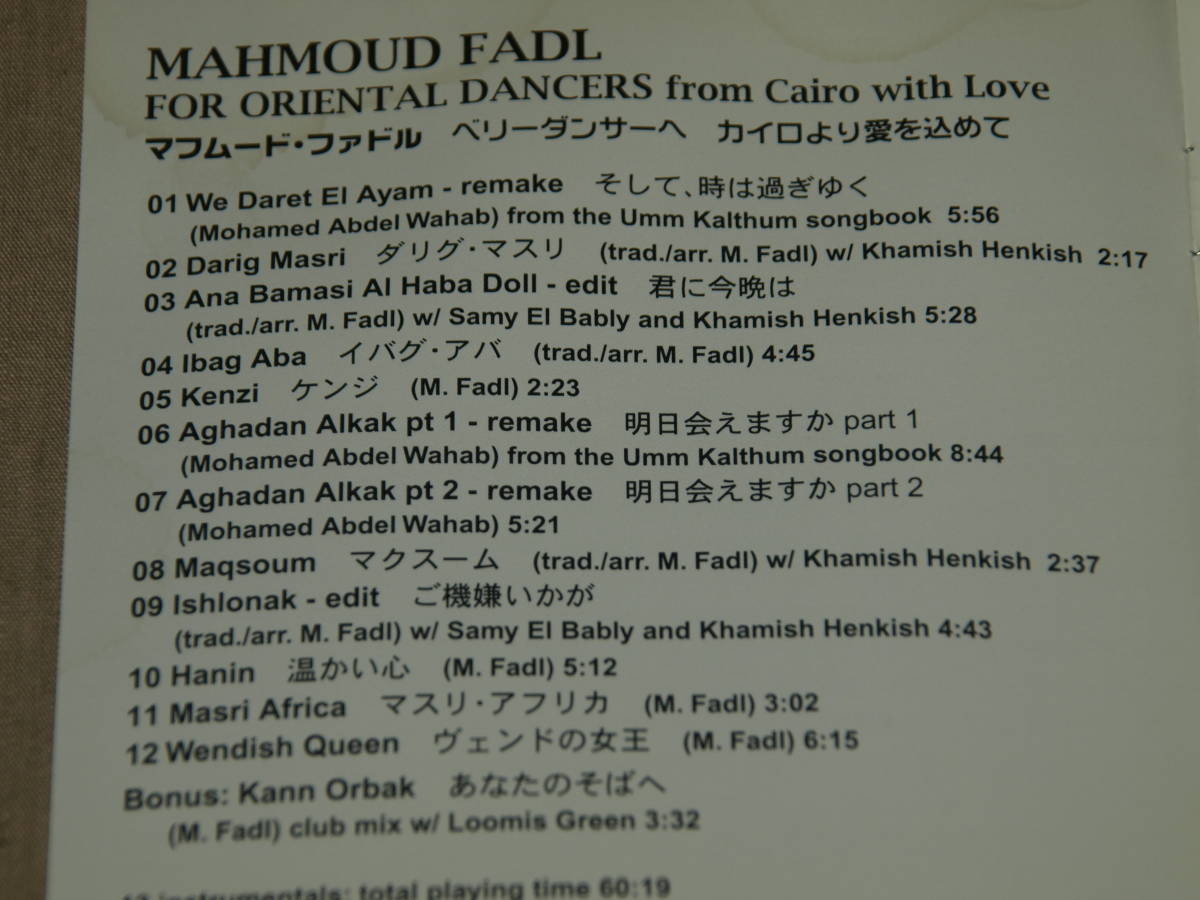 MAHMOUD FADL
FOR ORIENTAL DANCERS from Cairo with Love
マフムード・ファドル　ベリーダンサーへ　カイロより愛を込めて
01 We Daret El Ayam - remake　そして、時は過ぎゆく
(Mohamed Abdel Wahab) from the Umm Kalthum songbook 5:56
02 Darig Masri　ダリグ・マスリ　(trad./arr. M. Fadl) w/ Khamish Henkish 2:17
03 Ana Bamasi Al Haba Doll - edit　君に今晩は
(trad./arr. M. Fadl) w/ Samy El Bably and Khamish Henkish 5:28
04 Ibag Aba　イバグ・アバ　(trad./arr. M. Fadl) 4:45
05 Kenzi　ケンジ　(M. Fadl) 2:23
06 Aghadan Alkak pt 1 - remake　明日会えますか part 1
(Mohamed Abdel Wahab) from the Umm Kalthum songbook 8:44
07 Aghadan Alkak pt 2 - remake　明日会えますか part 2
(Mohamed Abdel Wahab) 5:21
08 Maqsoum　マクスーム　(trad./arr. M. Fadl) w/ Khamish Henkish 2:37
09 Ishlonak - edit　ご機嫌いかが
(trad./arr. M. Fadl) w/ Samy El Bably and Khamish Henkish 4:43
10 Hanin　温かい心　(M. Fadl) 5:12
11 Masri Africa　マスリ・アフリカ　(M. Fadl) 3:02
12 Wendish Queen　ヴェンドの女王　(M. Fadl) 6:15
Bonus: Kann Orbak　あなたのそばへ
(M. Fadl) club mix w/ Loomis Green 3:32
13 instrumentals; total playing time 60:19